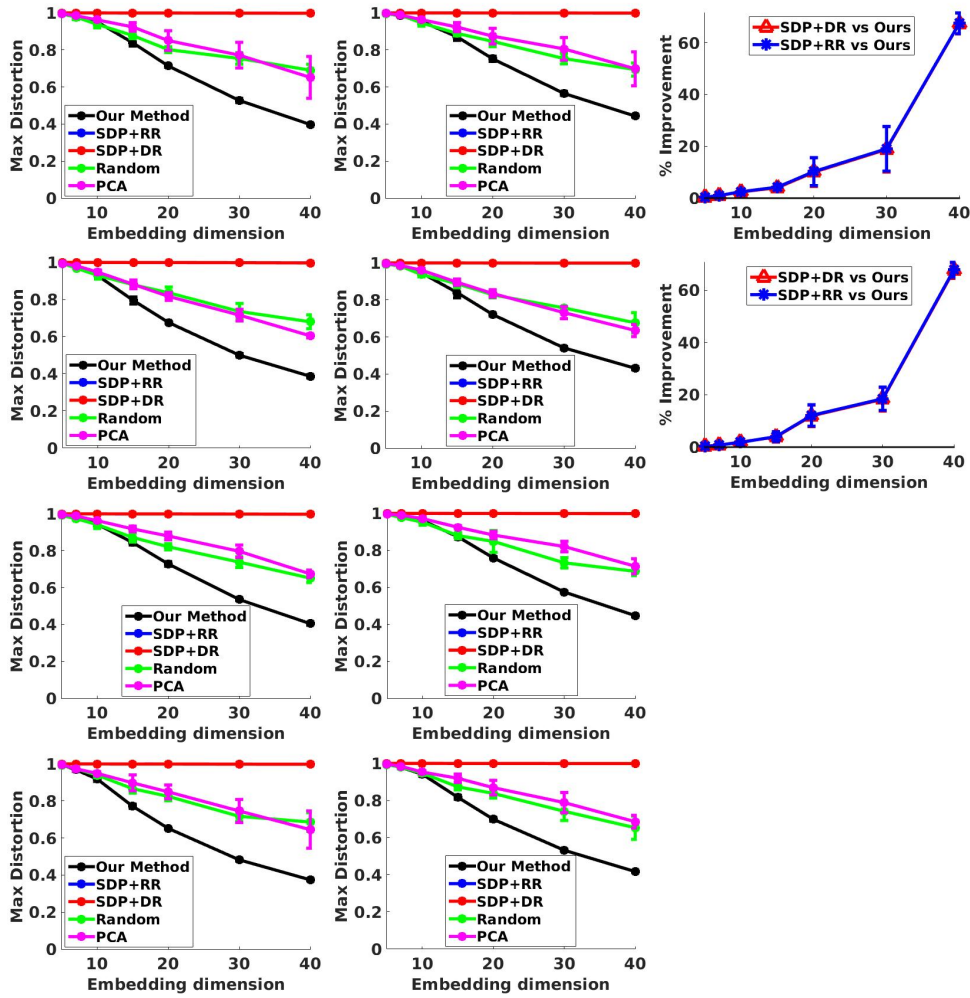 Max Distortion
1
0.8
0.6
0.4
0.2
0
Our Method
SDP+RR
SDP+DR
Random
PCA
10 20 30 40
Embedding dimension
Max Distortion
1
0.8
0.6
0.4
0.2
0
Our Method
SDP+RR
SDP+DR
Random
PCA
10 20 30 40
Embedding dimension
% Improvement
60
40
20
0
SDP+DR vs Ours
SDP+RR vs Ours
10 20 30 40
Embedding dimension
Max Distortion
1
0.8
0.6
0.4
0.2
0
Our Method
SDP+RR
SDP+DR
Random
PCA
10 20 30 40
Embedding dimension
Max Distortion
1
0.8
0.6
0.4
0.2
0
Our Method
SDP+RR
SDP+DR
Random
PCA
10 20 30 40
Embedding dimension
% Improvement
60
40
20
0
SDP+DR vs Ours
SDP+RR vs Ours
10 20 30 40
Embedding dimension
Max Distortion
1
0.8
0.6
0.4
0.2
0
Our Method
SDP+RR
SDP+DR
Random
PCA
10 20 30 40
Embedding dimension
Max Distortion
1
0.8
0.6
0.4
0.2
0
Our Method
SDP+RR
SDP+DR
Random
PCA
10 20 30 40
Embedding dimension
Max Distortion
1
0.8
0.6
0.4
0.2
0
Our Method
SDP+RR
SDP+DR
Random
PCA
10 20 30 40
Embedding dimension
Max Distortion
1
0.8
0.6
0.4
0.2
0
Our Method
SDP+RR
SDP+DR
Random
PCA
10 20 30 40
Embedding dimension